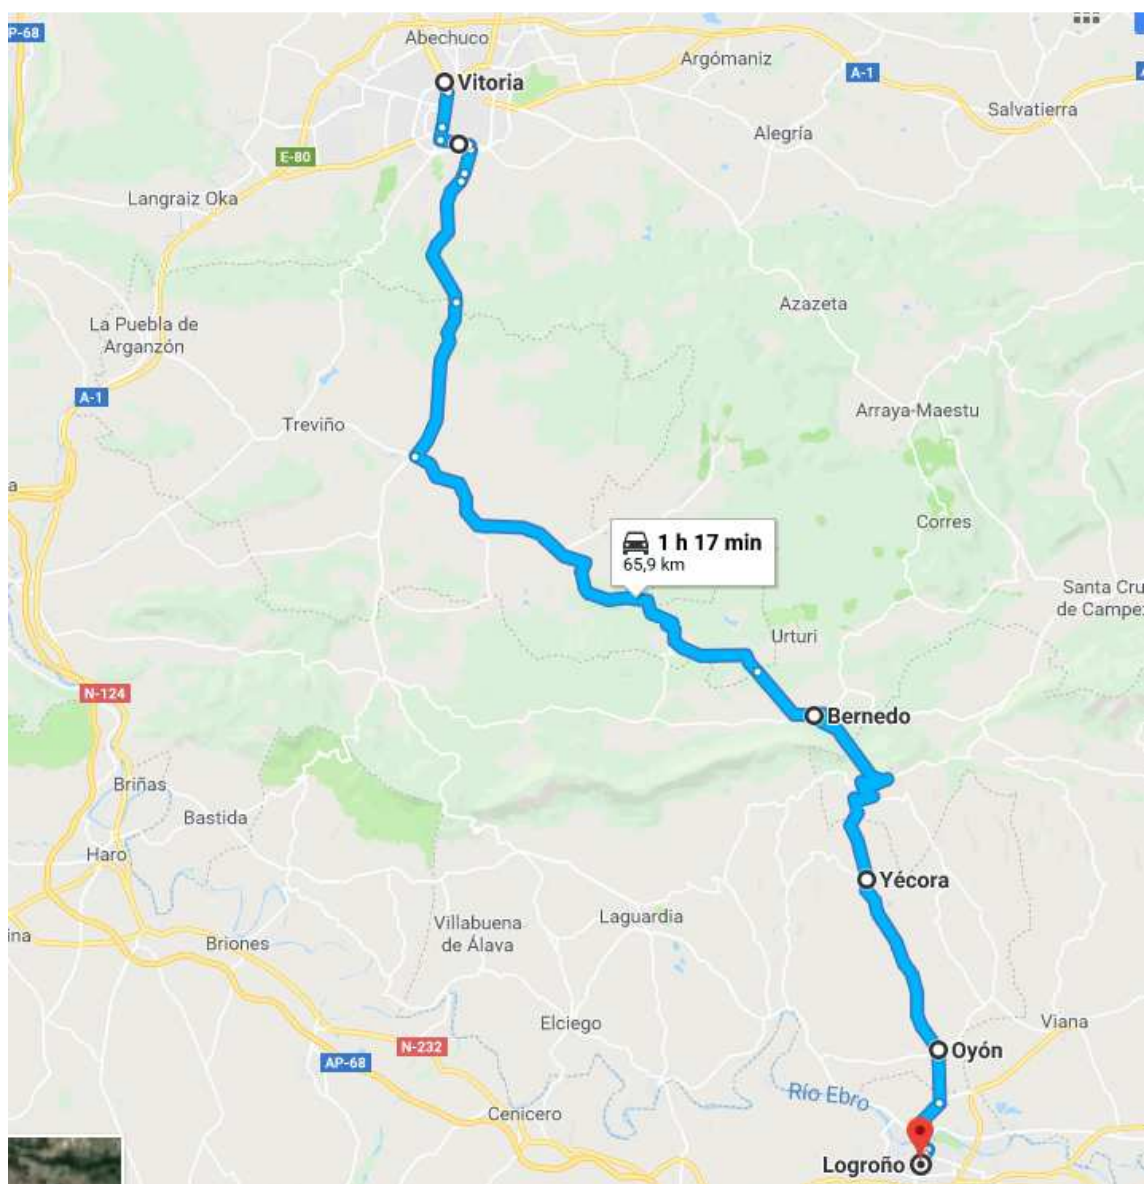 P-68
Abechuco
Argómaniz
A-1
Vitoria
Salvatierra
Alegría
E-80
Langraiz Oka
Azazeta
La Puebla de
Arganzón
A-1
Arraya-Maestu
Treviño
a
Corres
1 h 17 min
65,9 km
Santa Cru
de Campez
Urturi
N-124
Bernedo
Briñas
Bastida
Haro
Yécora
Laguardia
Villabuena
de Álava
ina
Briones
Elciego
Viana
N-232
Oyón
AP-68
Río Ebro
Cenicero
Logroño